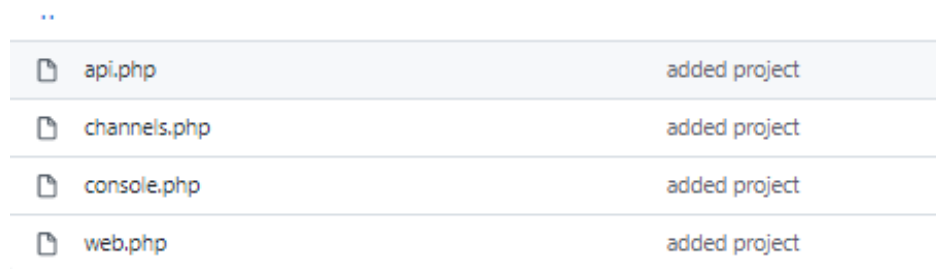 ..
api.php added project
channels.php added project
console.php added project
web.php added project